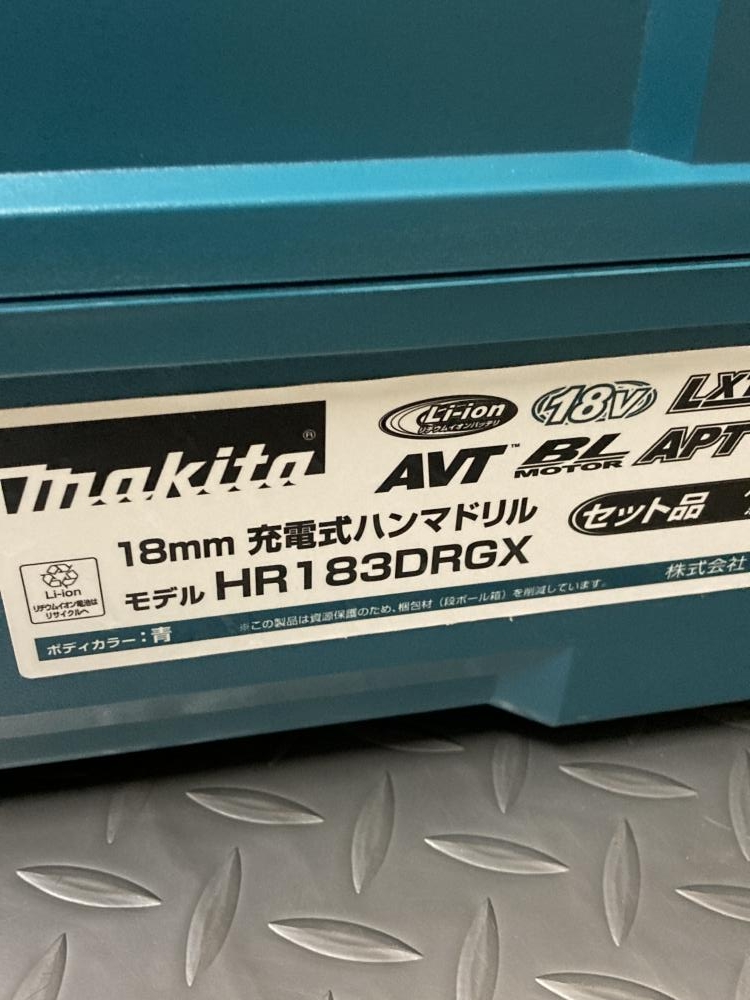 makita®
Li-ion
リチウムイオンバッテリ
18V
AVT™
BL
MOTOR
APT
18mm 充電式ハンマドリル
セット品
モデル HR183DRGX
Li-ion
リチウムイオン電池は
リサイクルへ
株式会社
ボディカラー:青
※この製品は資源保護のため、梱包材(段ボール箱)を削減しています。